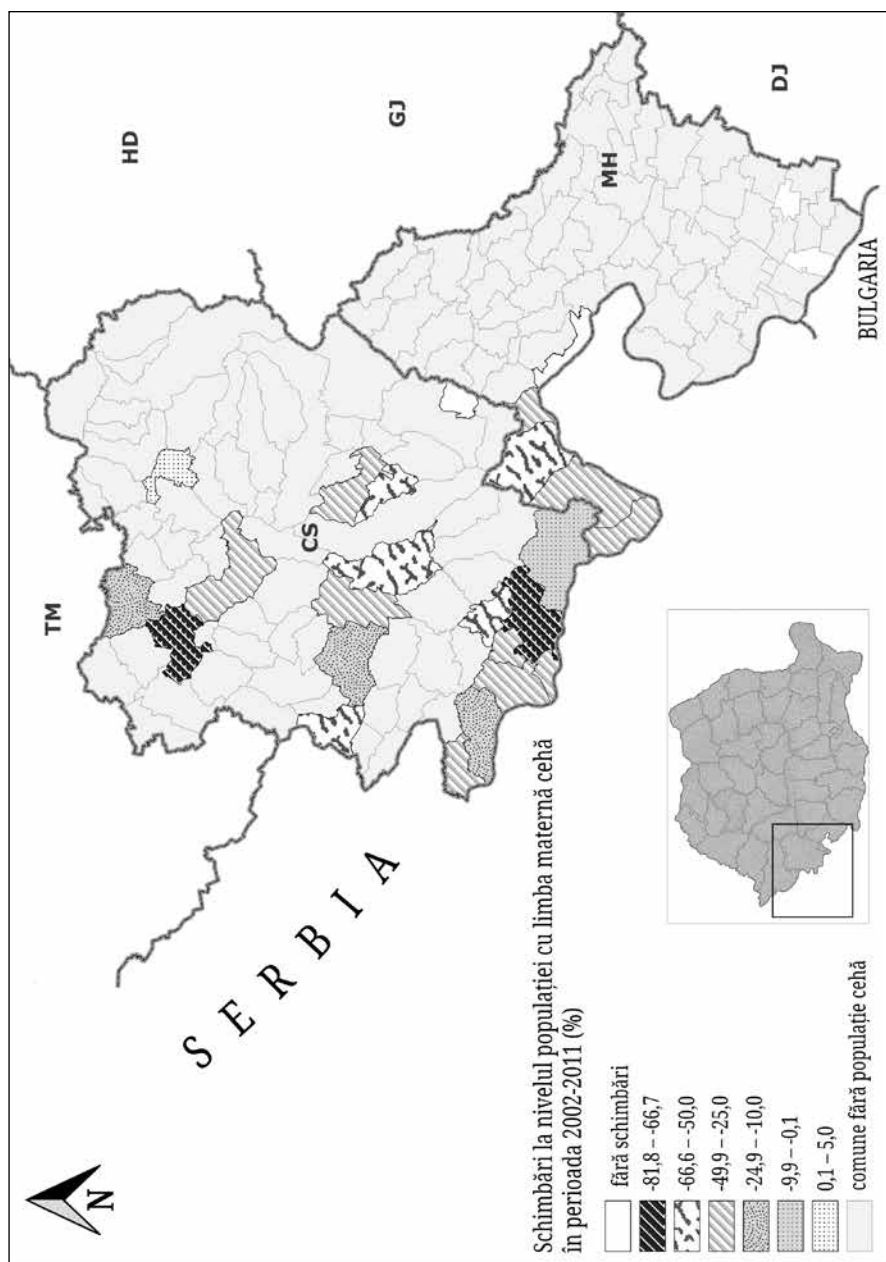 N
TM
HD
CS
GJ
MH
DJ
SERBIA
BULGARIA
Schimbări la nivelul populației cu limba maternă cehă
în perioada 2002-2011 (%)
fără schimbări
-81,8 – -66,7
-66,6 – -50,0
-49,9 – -25,0
-24,9 – -10,0
-9,9 – -0,1
0,1 – 5,0
comune fără populație cehă